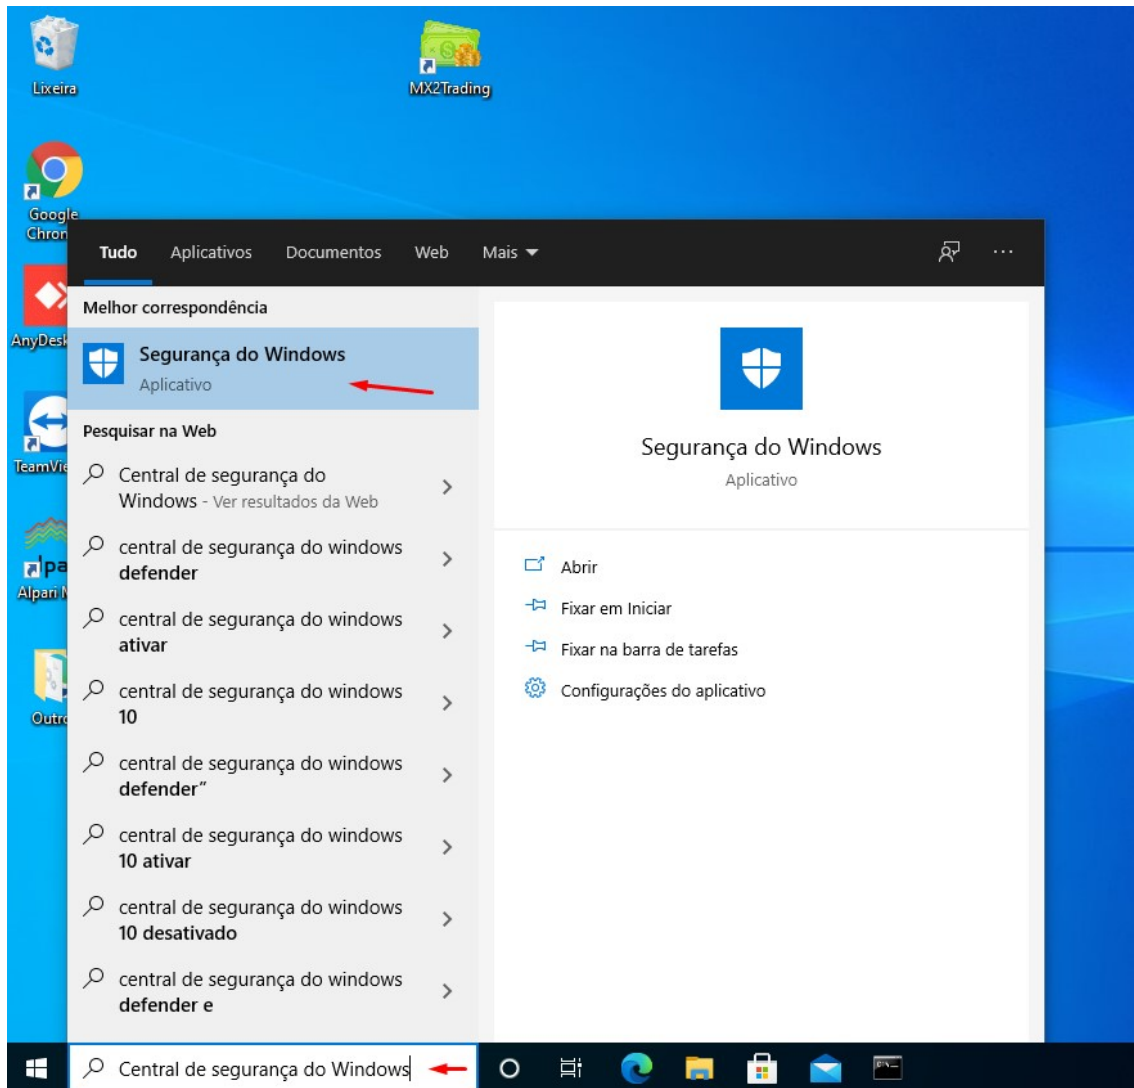 Lixeira
MX2Trading
Google
Chron
AnyDesk
TeamVie
lpa
Alpari N
Outro
Tudo Aplicativos Documentos Web Mais
Melhor correspondência
Segurança do Windows
Aplicativo
Pesquisar na Web
Central de segurança do
Windows - Ver resultados da Web
central de segurança do windows
defender
central de segurança do windows
ativar
central de segurança do windows
10
central de segurança do windows
defender”
central de segurança do windows
10 ativar
central de segurança do windows
10 desativado
central de segurança do windows
defender e
Segurança do Windows
Aplicativo
Abrir
Fixar em Iniciar
Fixar na barra de tarefas
Configurações do aplicativo
Central de segurança do Windows